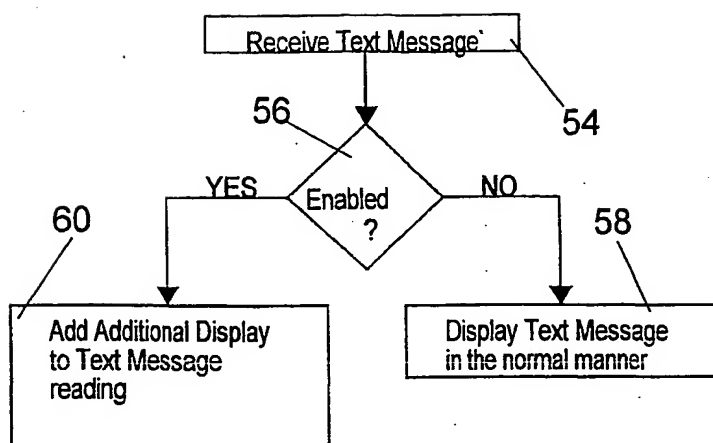 Receive Text Message
54
56
YES
Enabled
?
NO
60
58
Add Additional Display
to Text Message
reading
Display Text Message
in the normal manner